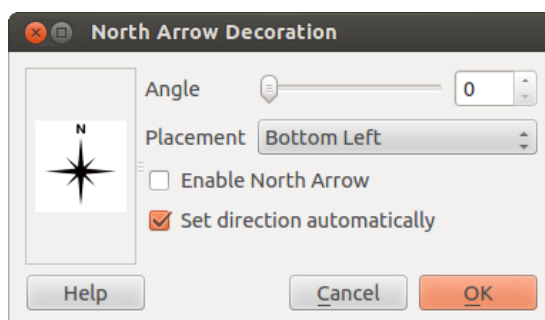 North Arrow Decoration
Angle 0
N
Placement Bottom Left
Enable North Arrow
Set direction automatically
Help Cancel OK